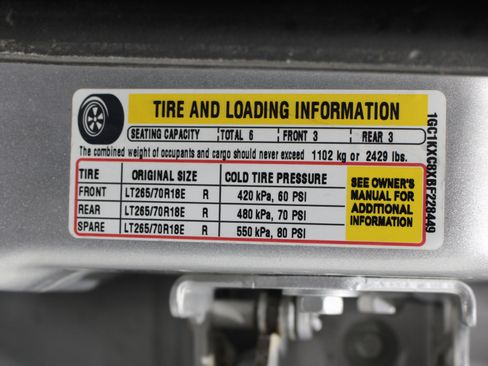 TIRE AND LOADING INFORMATION
SEATING CAPACITY TOTAL 6 FRONT 3 REAR 3
The combined weight of occupants and cargo should never exceed 1102 kg or 2429 lbs.
TIRE ORIGINAL SIZE COLD TIRE PRESSURE
FRONT LT265/70R18E R 420 kPa, 60 PSI
REAR LT265/70R18E R 480 kPa, 70 PSI
SPARE LT265/70R18E R 550 kPa, 80 PSI
SEE OWNER'S
MANUAL FOR
ADDITIONAL
INFORMATION